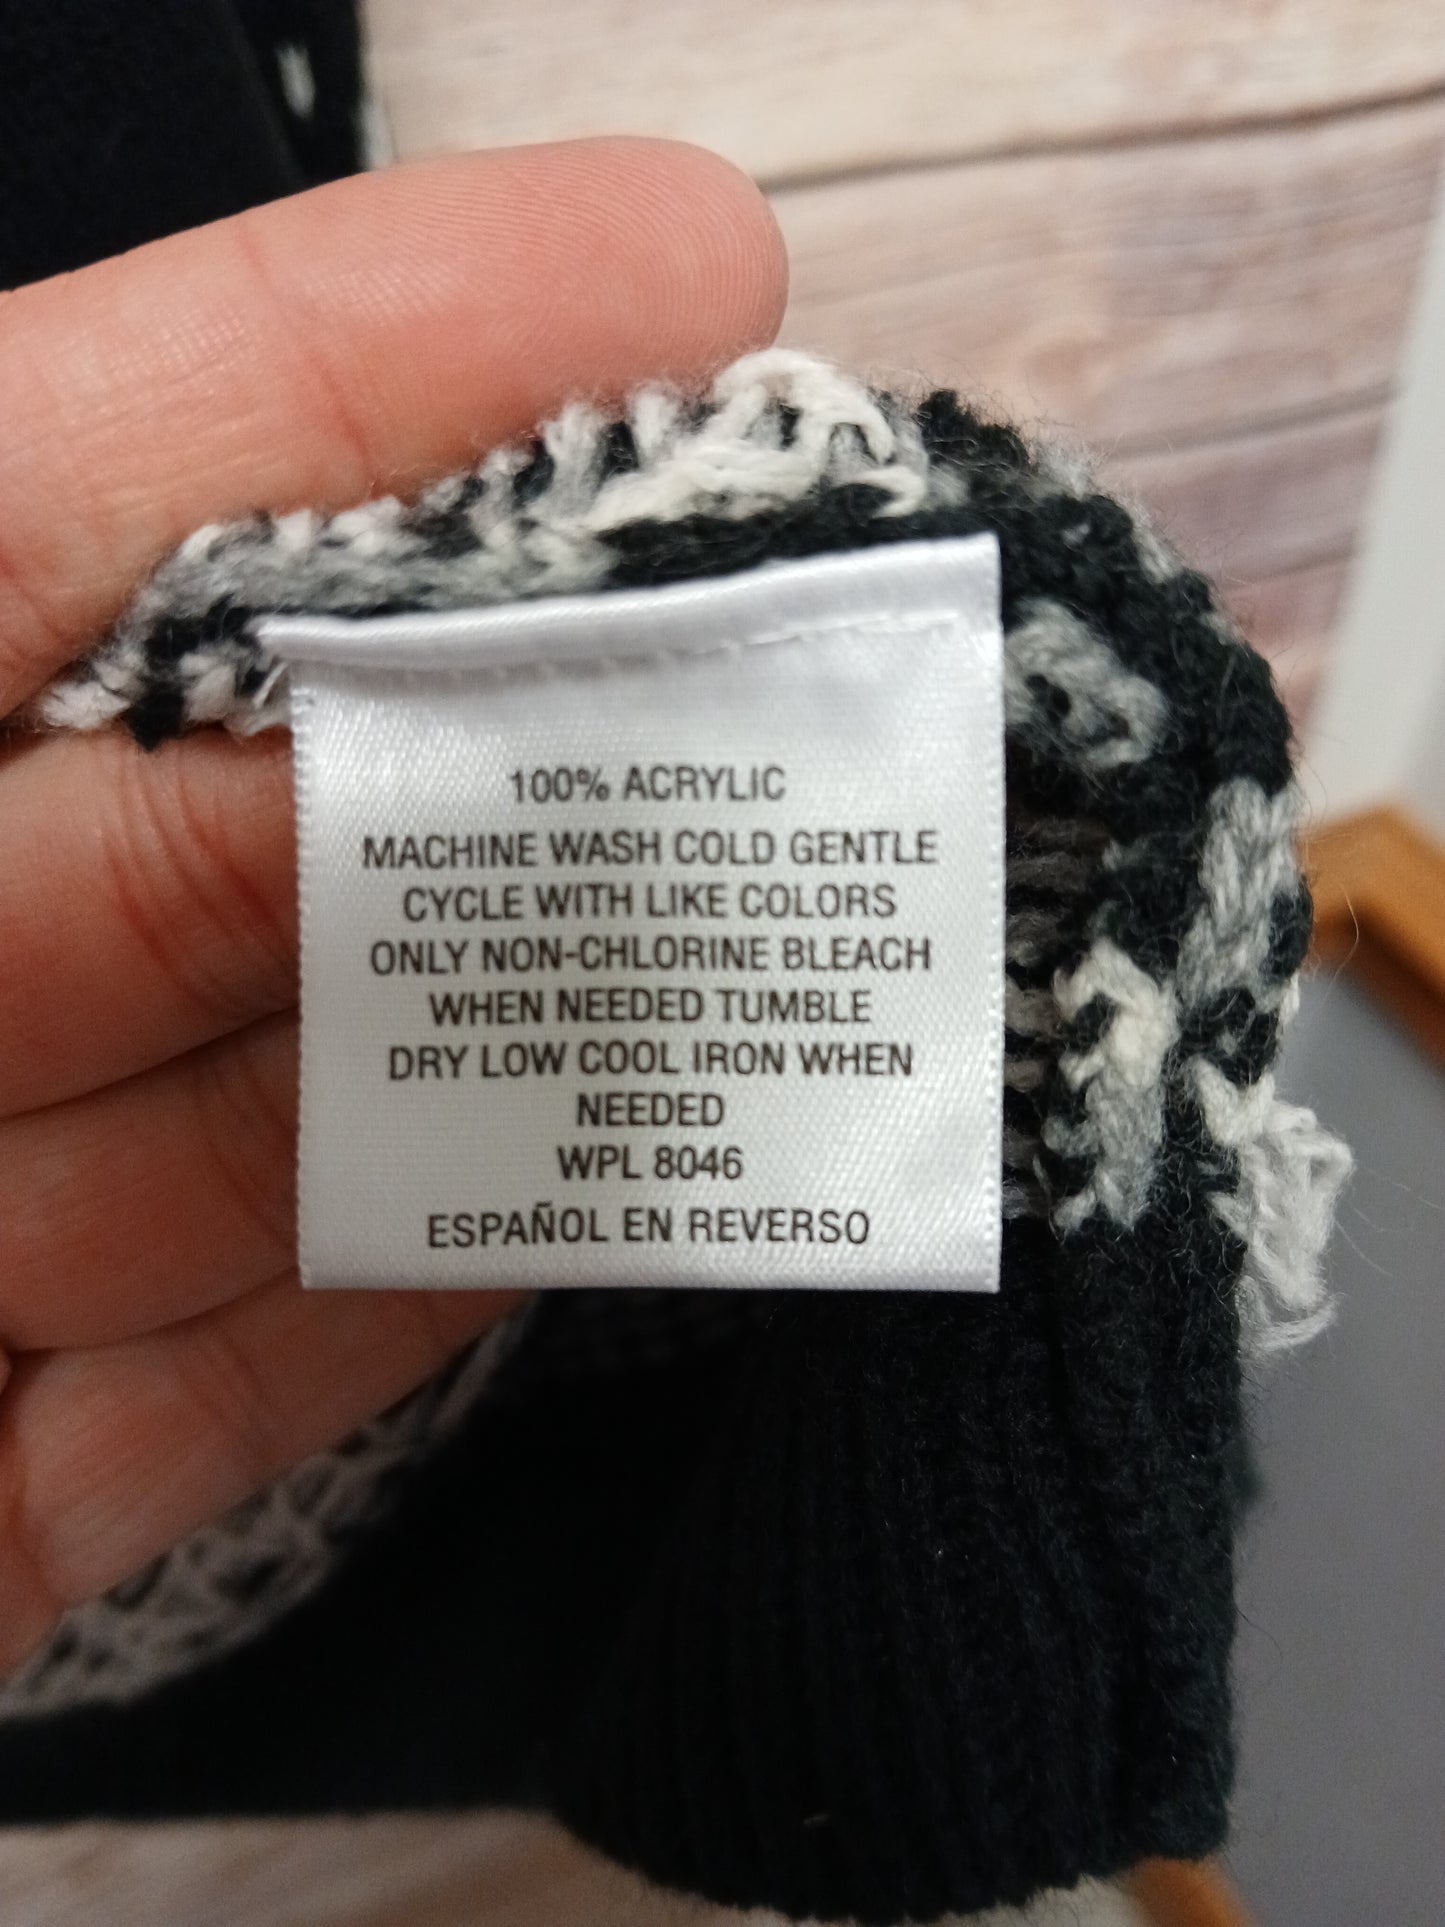 100% ACRYLIC
MACHINE WASH COLD GENTLE
CYCLE WITH LIKE COLORS
ONLY NON-CHLORINE BLEACH
WHEN NEEDED TUMBLE
DRY LOW COOL IRON WHEN
NEEDED
WPL 8046
ESPAÑOL EN REVERSO